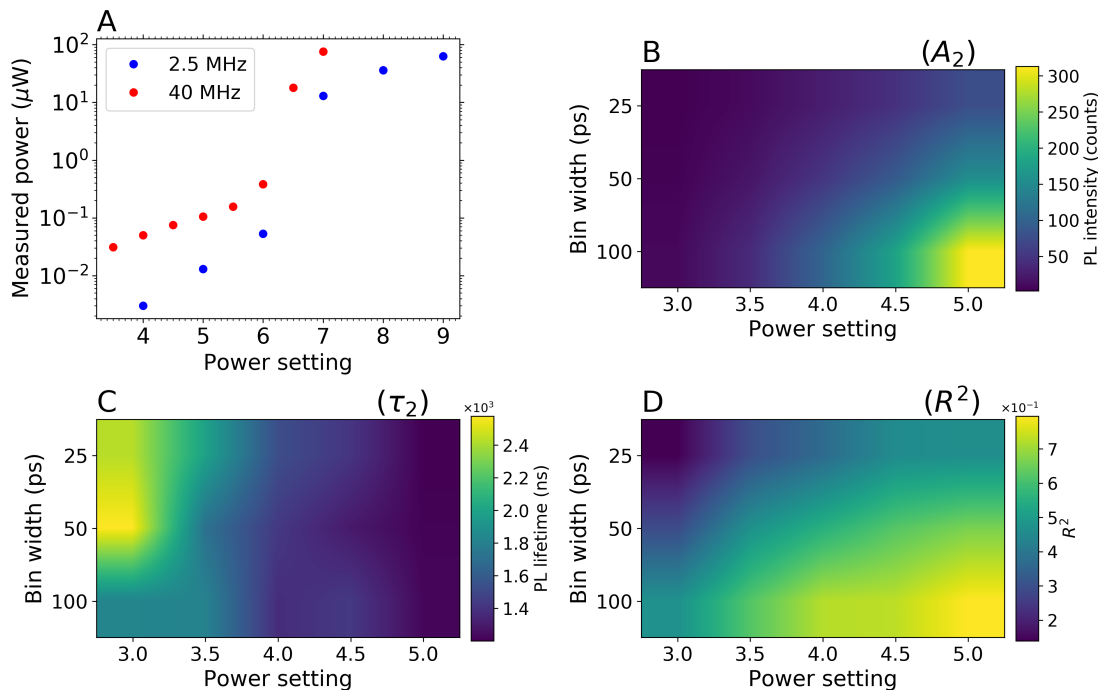 A
Measured power (μW)
10²
10¹
10⁰
10⁻¹
10⁻²
2.5 MHz
40 MHz
4 5 6 7 8 9
Power setting
B (A₂)
Bin width (ps)
25
50
100
3.0 3.5 4.0 4.5 5.0
Power setting
300
250
200
150
100
50
PL intensity (counts)
C (τ₂)
Bin width (ps)
25
50
100
3.0 3.5 4.0 4.5 5.0
Power setting
×10³
2.4
2.2
2.0
1.8
1.6
1.4
PL lifetime (ns)
D (R²)
Bin width (ps)
25
50
100
3.0 3.5 4.0 4.5 5.0
Power setting
×10⁻¹
7
6
5
4
3
2
R²